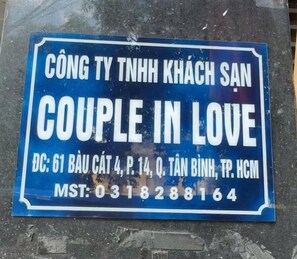 CÔNG TY TNHH KHÁCH SẠN
COUPLE IN LOVE
ĐC: 61 BÀU CÁT 4, P. 14, Q. TÂN BÌNH, TP. HCM
MST: 0318288164